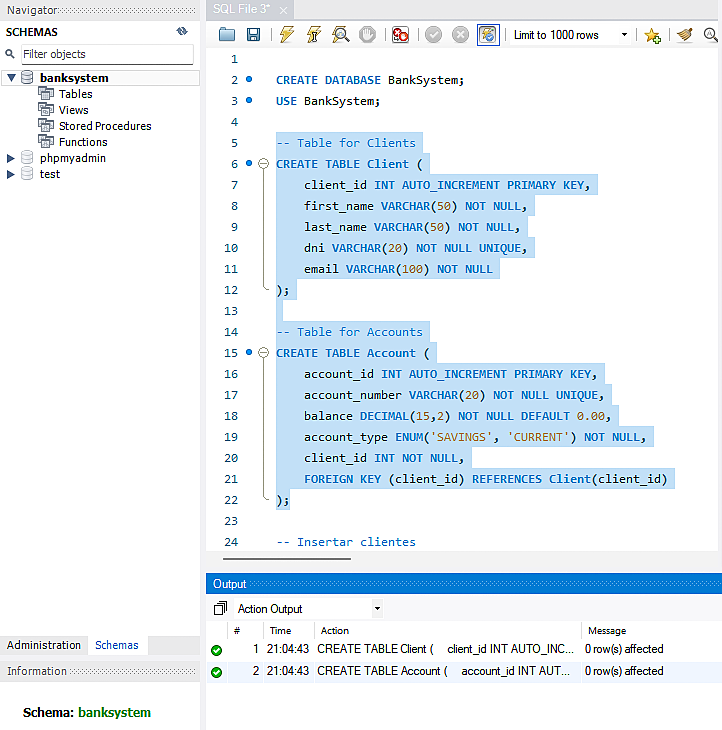 Navigator
SCHEMAS
Filter objects
banksystem
Tables
Views
Stored Procedures
Functions
phpmyadmin
test
Administration Schemas
Information
Schema: banksystem
SQL File 3*
Limit to 1000 rows
1
2 CREATE DATABASE BankSystem;
3 USE BankSystem;
4
5 -- Table for Clients
6 CREATE TABLE Client (
7 client_id INT AUTO_INCREMENT PRIMARY KEY,
8 first_name VARCHAR(50) NOT NULL,
9 last_name VARCHAR(50) NOT NULL,
10 dni VARCHAR(20) NOT NULL UNIQUE,
11 email VARCHAR(100) NOT NULL
12 );
13
14 -- Table for Accounts
15 CREATE TABLE Account (
16 account_id INT AUTO_INCREMENT PRIMARY KEY,
17 account_number VARCHAR(20) NOT NULL UNIQUE,
18 balance DECIMAL(15,2) NOT NULL DEFAULT 0.00,
19 account_type ENUM('SAVINGS', 'CURRENT') NOT NULL,
20 client_id INT NOT NULL,
21 FOREIGN KEY (client_id) REFERENCES Client(client_id)
22 );
23
24 -- Insertar clientes
Output
Action Output
# Time Action Message
1 21:04:43 CREATE TABLE Client ( client_id INT AUTO_INC... 0 row(s) affected
2 21:04:43 CREATE TABLE Account ( account_id INT AUT... 0 row(s) affected